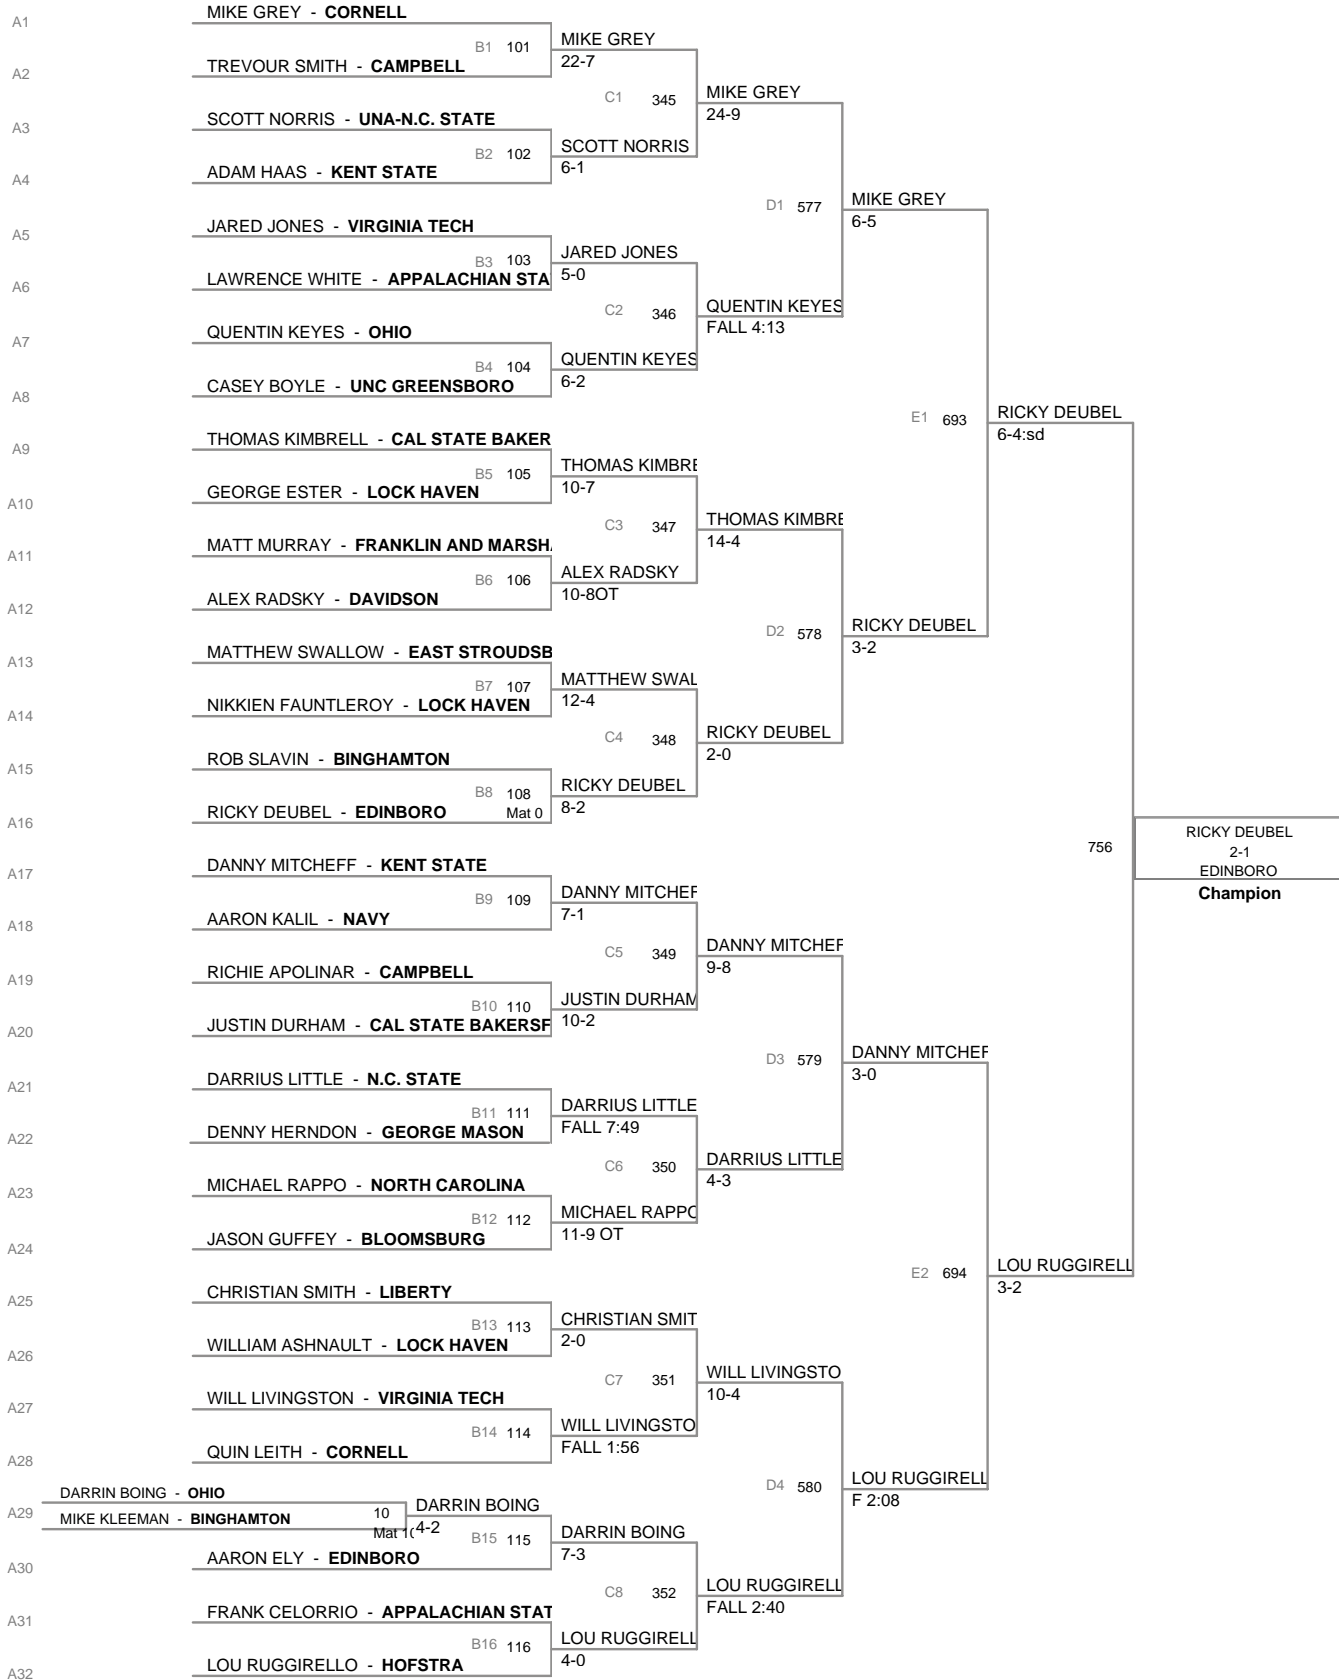 A1 MIKE GREY - CORNELL
B1 101 MIKE GREY
A2 TREVOUR SMITH - CAMPBELL 22-7
C1 345 MIKE GREY
24-9
A3 SCOTT NORRIS - UNA-N.C. STATE
B2 102 SCOTT NORRIS
6-1
A4 ADAM HAAS - KENT STATE
D1 577 MIKE GREY
6-5
A5 JARED JONES - VIRGINIA TECH
B3 103 JARED JONES
A6 LAWRENCE WHITE - APPALACHIAN STA 5-0
C2 346 QUENTIN KEYES
FALL 4:13
A7 QUENTIN KEYES - OHIO
B4 104 QUENTIN KEYES
6-2
A8 CASEY BOYLE - UNC GREENSBORO
E1 693 RICKY DEUBEL
6-4:sd
A9 THOMAS KIMBRELL - CAL STATE BAKER
B5 105 THOMAS KIMBRE
10-7
A10 GEORGE ESTER - LOCK HAVEN
C3 347 THOMAS KIMBRE
14-4
A11 MATT MURRAY - FRANKLIN AND MARSH
B6 106 ALEX RADSKY
10-8OT
A12 ALEX RADSKY - DAVIDSON
D2 578 RICKY DEUBEL
3-2
A13 MATTHEW SWALLOW - EAST STROUDSB
B7 107 MATTHEW SWAL
12-4
A14 NIKKIEN FAUNTLEROY - LOCK HAVEN
C4 348 RICKY DEUBEL
2-0
A15 ROB SLAVIN - BINGHAMTON
B8 108 RICKY DEUBEL
Mat 0 8-2
A16 RICKY DEUBEL - EDINBORO
756 RICKY DEUBEL
2-1
EDINBORO
Champion
A17 DANNY MITCHEFF - KENT STATE
B9 109 DANNY MITCHEF
7-1
A18 AARON KALIL - NAVY
C5 349 DANNY MITCHEF
9-8
A19 RICHIE APOLINAR - CAMPBELL
B10 110 JUSTIN DURHAM
10-2
A20 JUSTIN DURHAM - CAL STATE BAKERSF
D3 579 DANNY MITCHEF
3-0
A21 DARRIUS LITTLE - N.C. STATE
B11 111 DARRIUS LITTLE
FALL 7:49
A22 DENNY HERNDON - GEORGE MASON
C6 350 DARRIUS LITTLE
4-3
A23 MICHAEL RAPPO - NORTH CAROLINA
B12 112 MICHAEL RAPPO
11-9 OT
A24 JASON GUFFEY - BLOOMSBURG
E2 694 LOU RUGGIRELL
3-2
A25 CHRISTIAN SMITH - LIBERTY
B13 113 CHRISTIAN SMIT
2-0
A26 WILLIAM ASHNAULT - LOCK HAVEN
C7 351 WILL LIVINGSTO
10-4
A27 WILL LIVINGSTON - VIRGINIA TECH
B14 114 WILL LIVINGSTO
FALL 1:56
A28 QUIN LEITH - CORNELL
D4 580 LOU RUGGIRELL
F 2:08
DARRIN BOING - OHIO
A29 10 DARRIN BOING
MIKE KLEEMAN - BINGHAMTON
Mat 10 4-2
B15 115 DARRIN BOING
7-3
A30 AARON ELY - EDINBORO
C8 352 LOU RUGGIRELL
FALL 2:40
A31 FRANK CELORRIO - APPALACHIAN STAT
B16 116 LOU RUGGIRELL
4-0
A32 LOU RUGGIRELLO - HOFSTRA